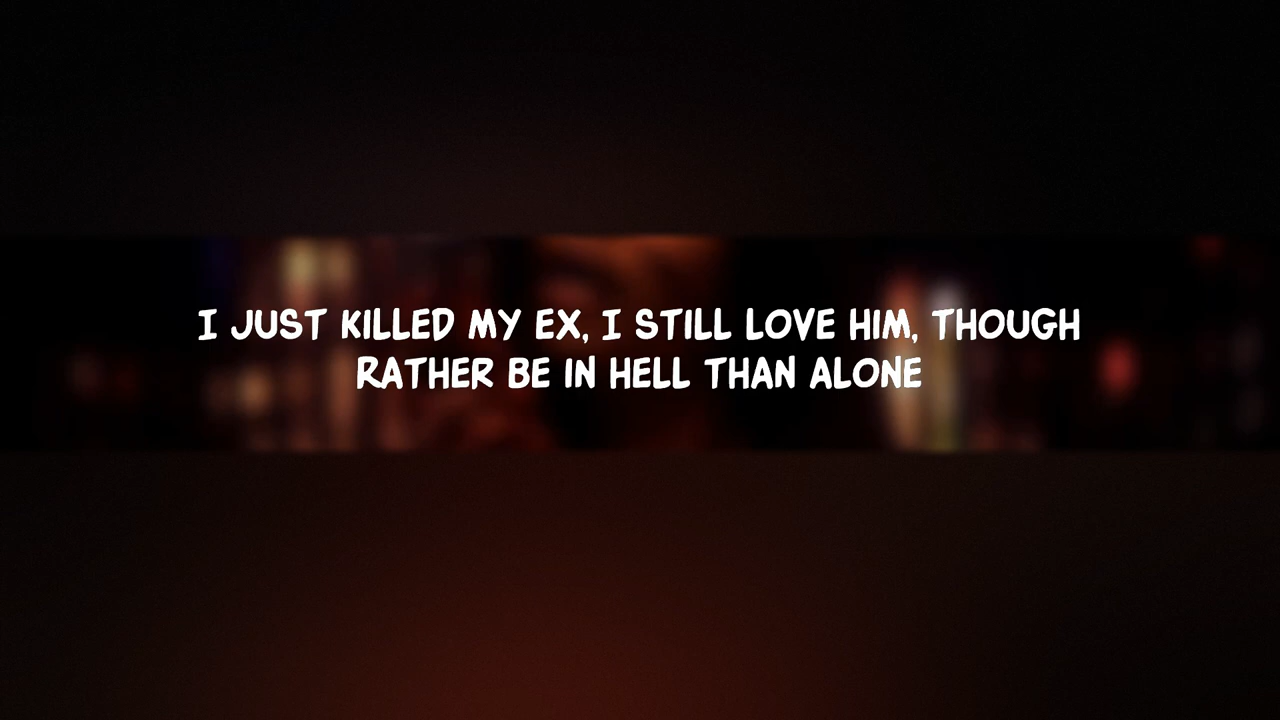 I JUST KILLED MY EX, I STILL LOVE HIM, THOUGH
RATHER BE IN HELL THAN ALONE